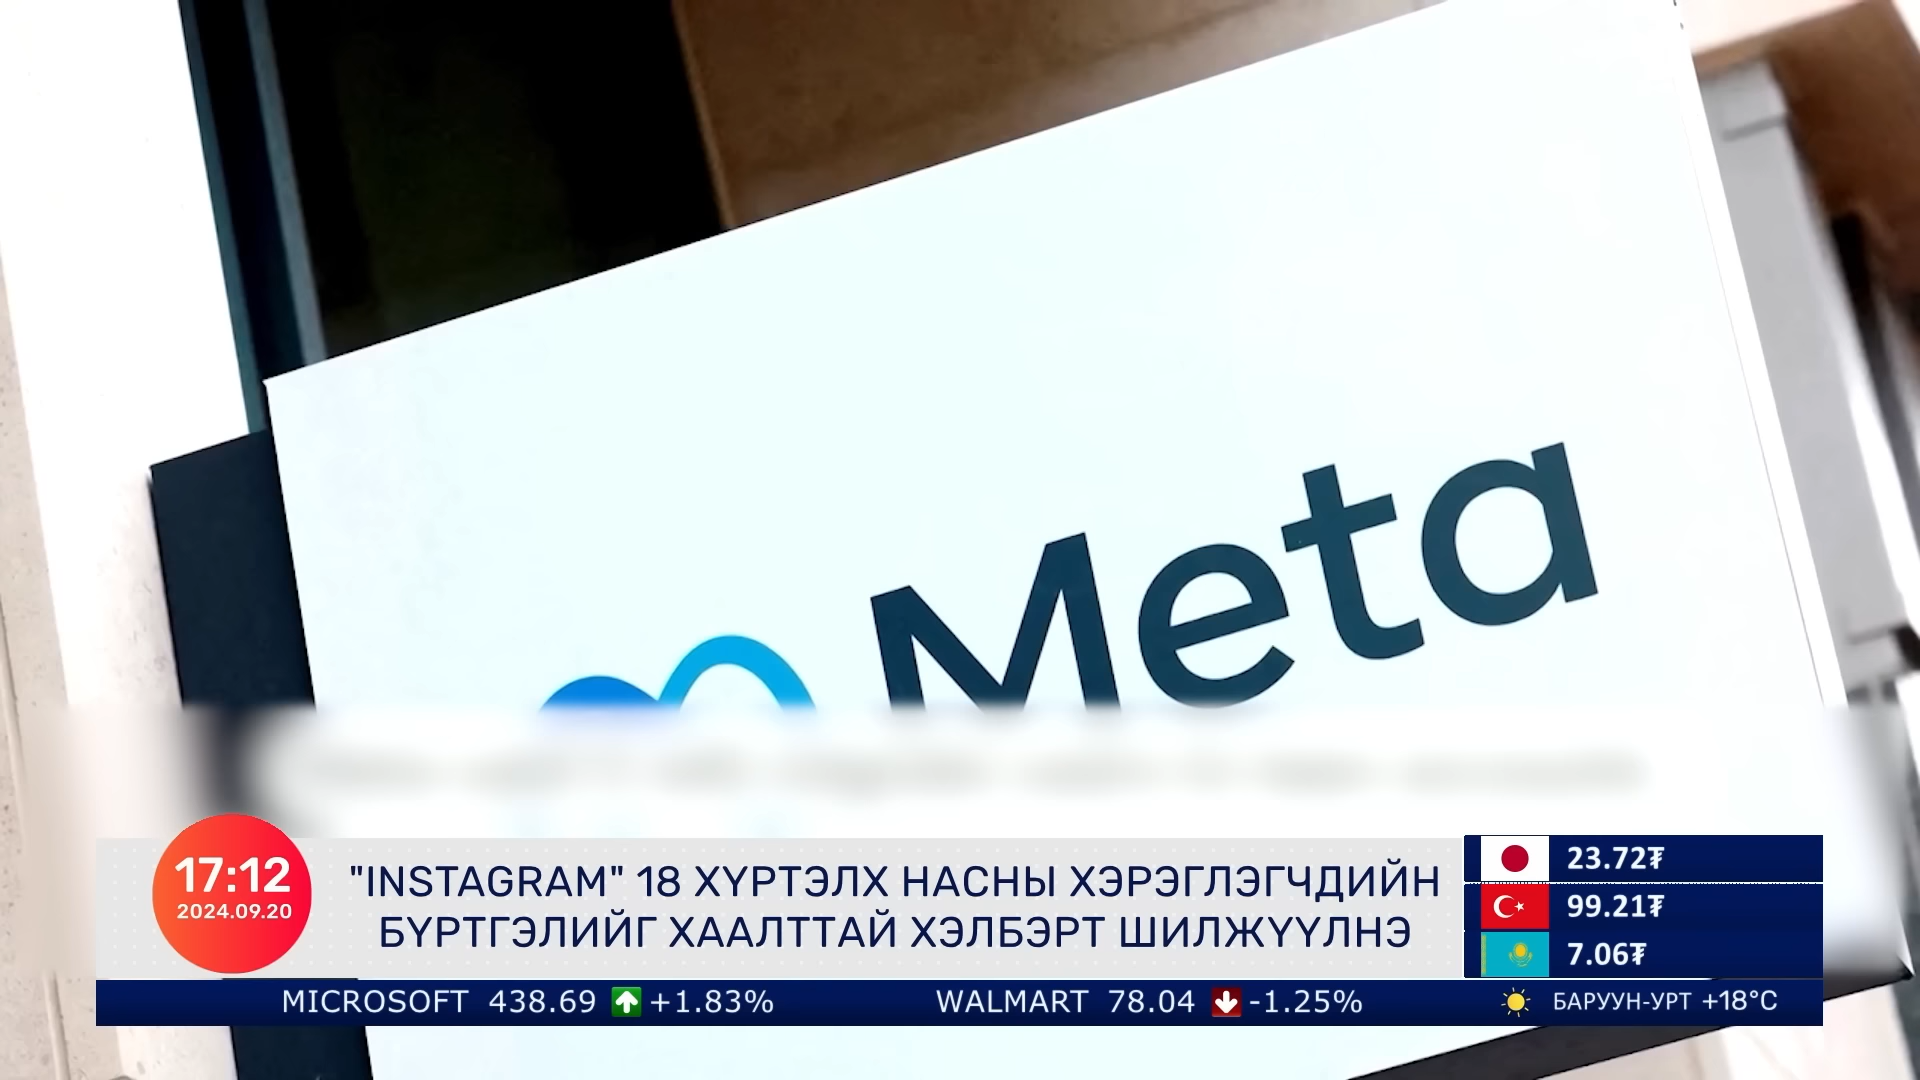 Meta
17:12
2024.09.20
"INSTAGRAM" 18 ХҮРТЭЛХ НАСНЫ ХЭРЭГЛЭГЧДИЙН
БҮРТГЭЛИЙГ ХААЛТТАЙ ХЭЛБЭРТ ШИЛЖҮҮЛНЭ
23.72₮
99.21₮
7.06₮
MICROSOFT 438.69 +1.83% WALMART 78.04 -1.25% БАРУУН-УРТ +18°C